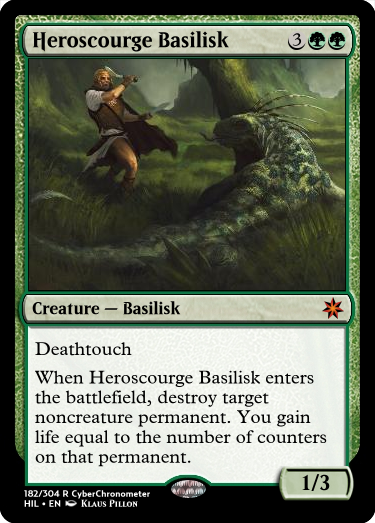 Heroscourge Basilisk 3
Creature — Basilisk
Deathtouch
When Heroscourge Basilisk enters
the battlefield, destroy target
noncreature permanent. You gain
life equal to the number of counters
on that permanent.
1/3
182/304 R CyberChronometer
HIL • EN Klaus Pillon